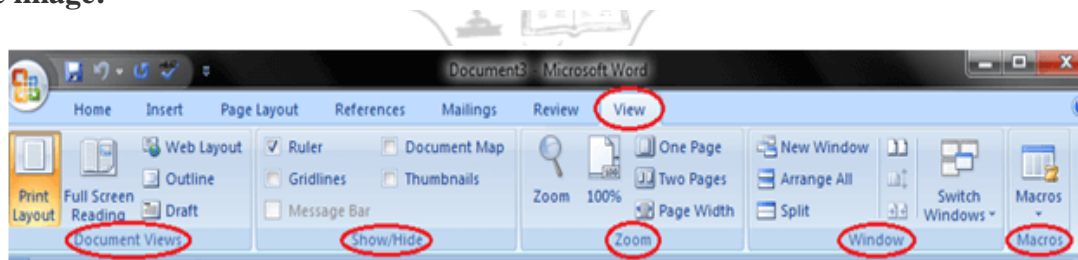 e image:
Document3 - Microsoft Word
Home Insert Page Layout References Mailings Review View
Print Layout
Full Screen Reading
Web Layout
Outline
Draft
Document Views
Ruler
Gridlines
Message Bar
Document Map
Thumbnails
Show/Hide
Zoom
100%
One Page
Two Pages
Page Width
Zoom
New Window
Arrange All
Split
Switch Windows
Window
Macros
Macros